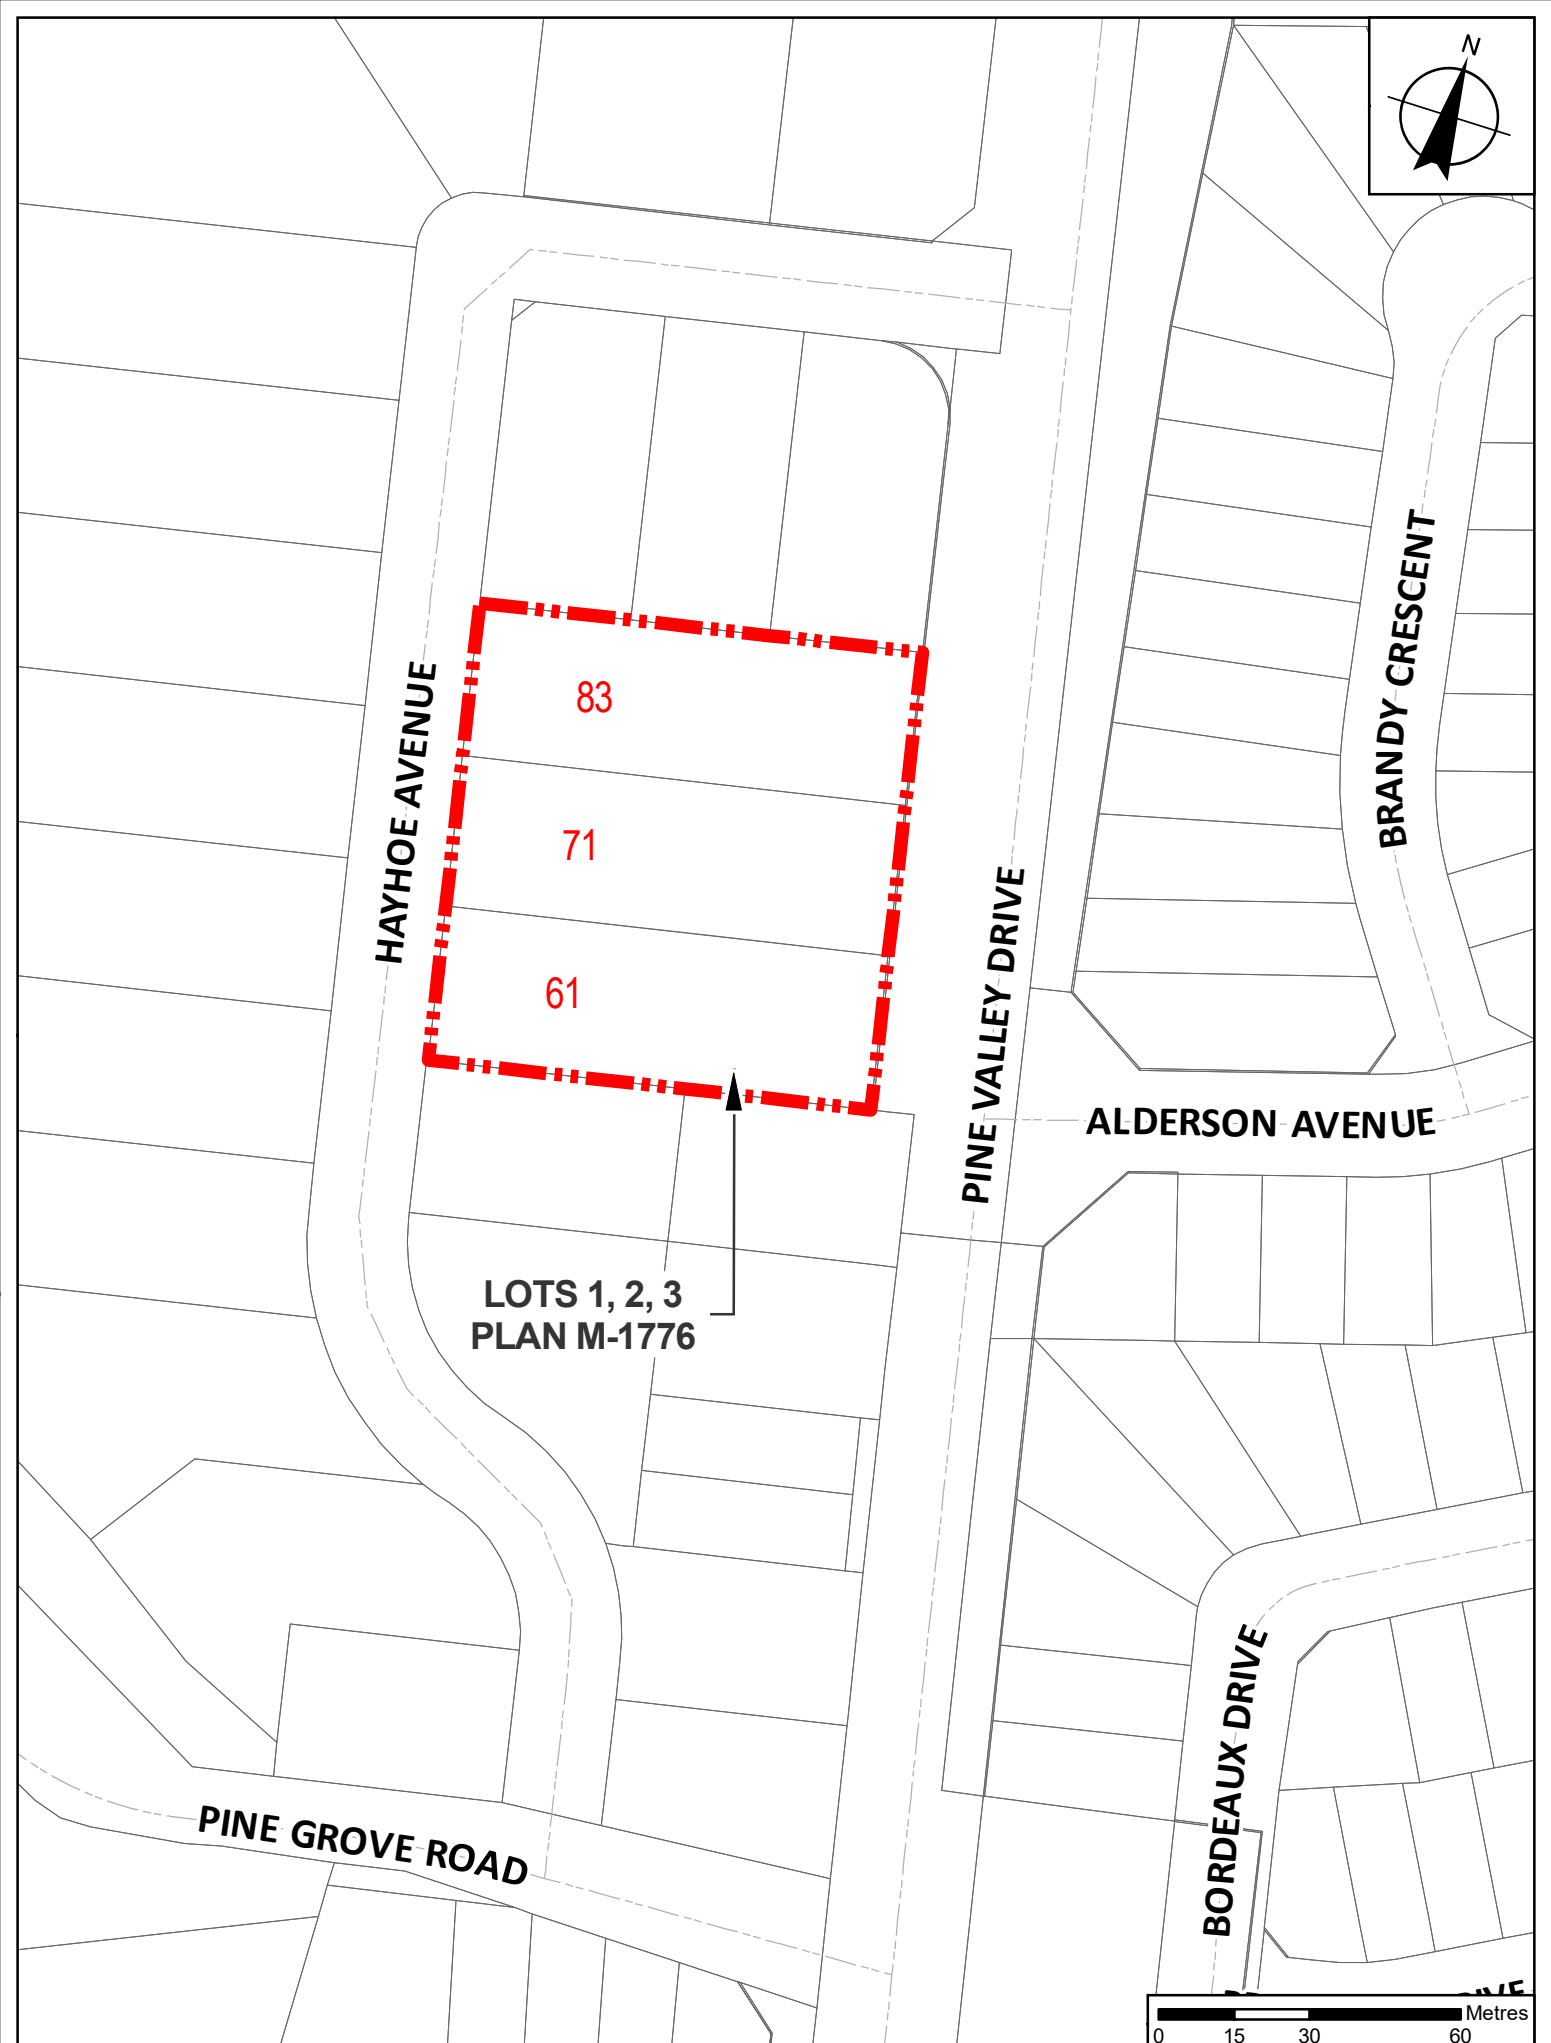 N
HAYHOE AVENUE
83
71
61
BRANDY CRESCENT
PINE VALLEY DRIVE
ALDERSON AVENUE
LOTS 1, 2, 3
PLAN M-1776
BORDEAUX DRIVE
PINE GROVE ROAD
Metres
0 15 30 60